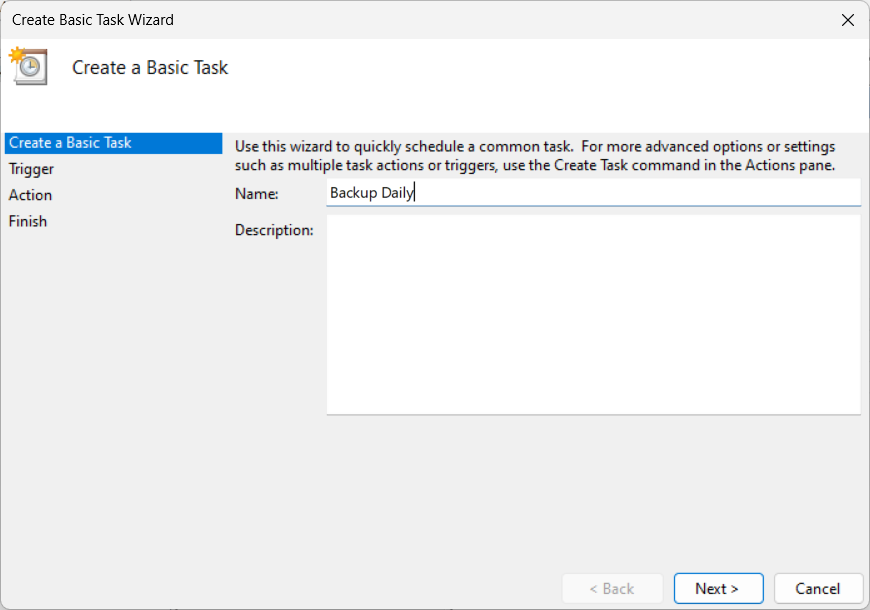 Create Basic Task Wizard
Create a Basic Task
Create a Basic Task
Trigger
Action
Finish
Use this wizard to quickly schedule a common task.  For more advanced options or settings
such as multiple task actions or triggers, use the Create Task command in the Actions pane.
Name: Backup Daily
Description:
< Back Next > Cancel